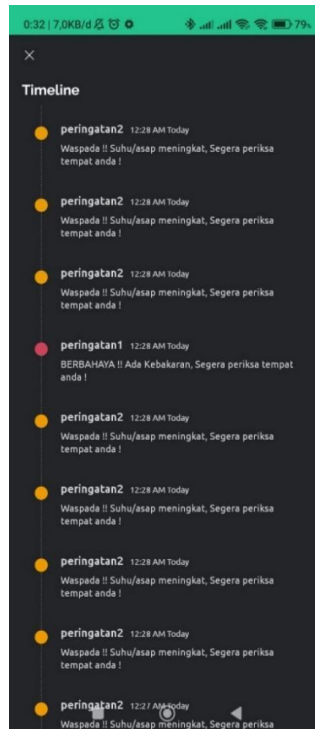 0:32 | 7,0KB/d
79%
Timeline
peringatan2 12:28 AM Today
Waspada !! Suhu/asap meningkat, Segera periksa
tempat anda !
peringatan2 12:28 AM Today
Waspada !! Suhu/asap meningkat, Segera periksa
tempat anda !
peringatan2 12:28 AM Today
Waspada !! Suhu/asap meningkat, Segera periksa
tempat anda !
peringatan1 12:28 AM Today
BERBAHAYA !! Ada Kebakaran, Segera periksa tempat
anda !
peringatan2 12:28 AM Today
Waspada !! Suhu/asap meningkat, Segera periksa
tempat anda !
peringatan2 12:28 AM Today
Waspada !! Suhu/asap meningkat, Segera periksa
tempat anda !
peringatan2 12:28 AM Today
Waspada !! Suhu/asap meningkat, Segera periksa
tempat anda !
peringatan2 12:28 AM Today
Waspada !! Suhu/asap meningkat, Segera periksa
tempat anda !
peringatan2 12:27 AM Today
Waspada !! Suhu/asap meningkat, Segera periksa